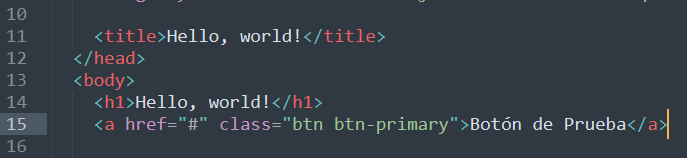 10
11 <title>Hello, world!</title>
12 </head>
13 <body>
14 <h1>Hello, world!</h1>
15 <a href="#" class="btn btn-primary">Botón de Prueba</a>
16